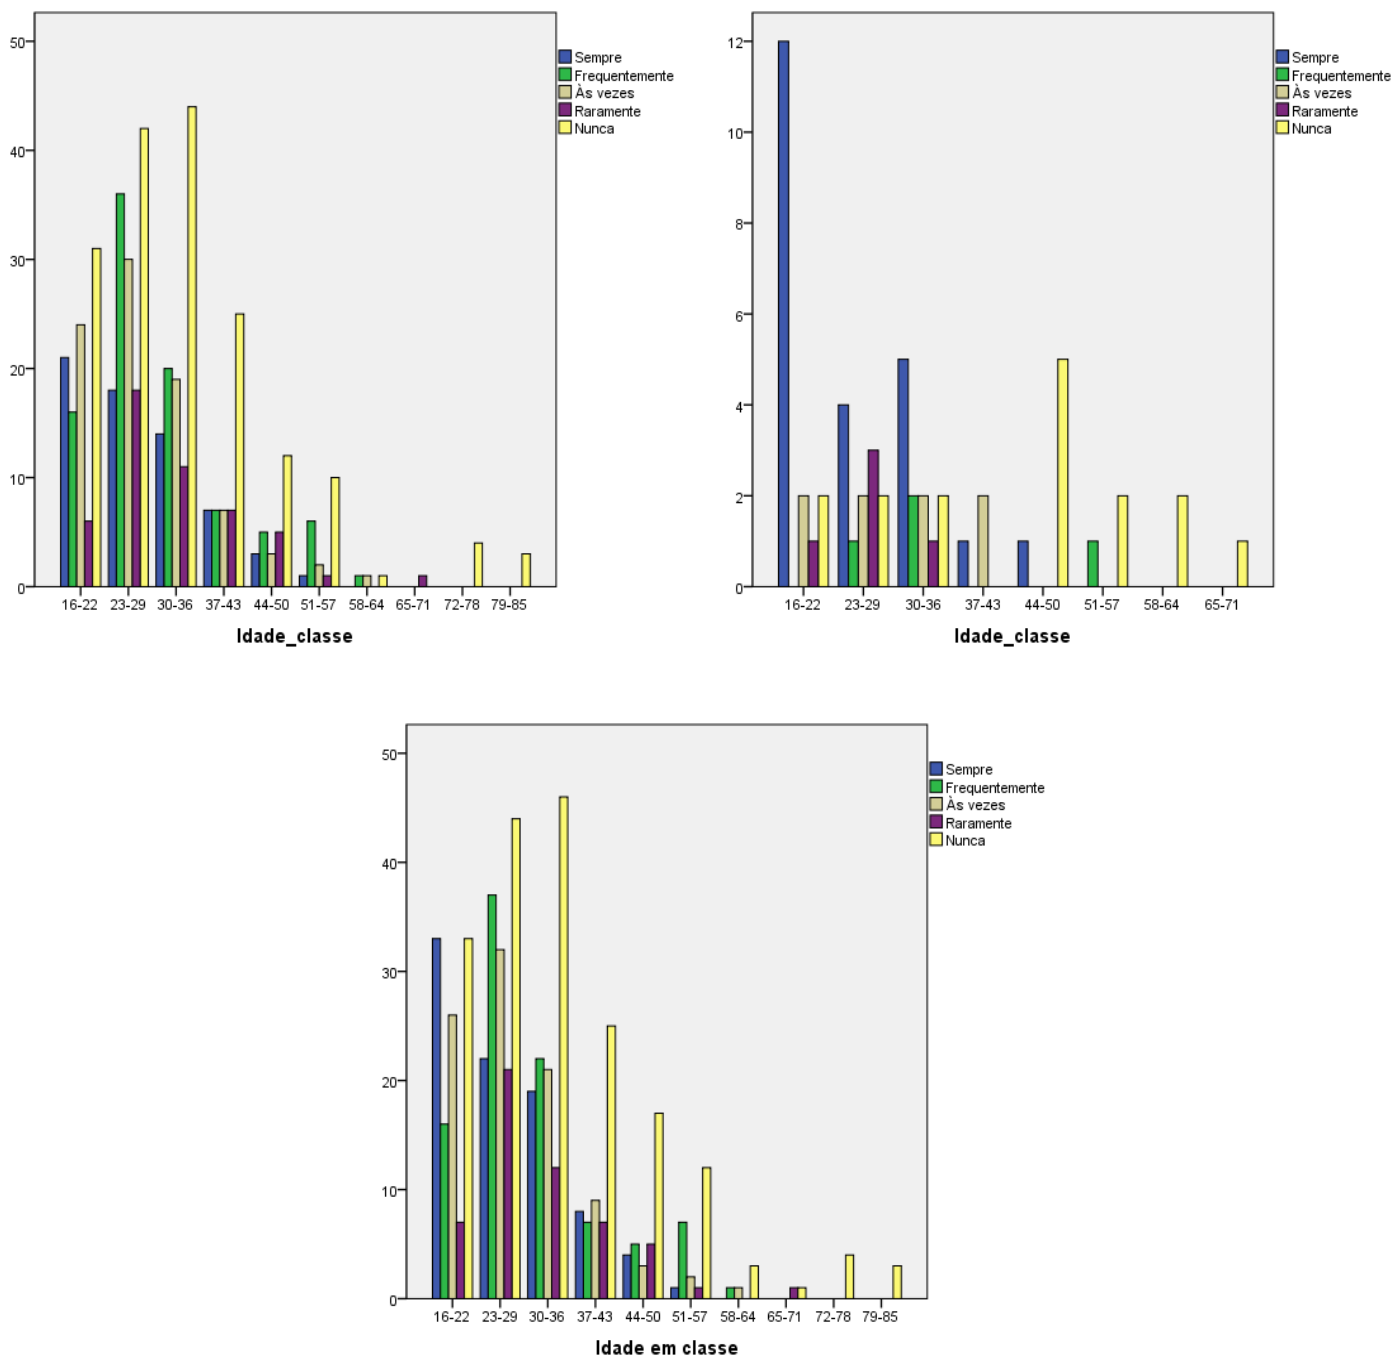 50
40
30
20
10
0
16-22 23-29 30-36 37-43 44-50 51-57 58-64 65-71 72-78 79-85
Idade_classe
Sempre
Frequentemente
Às vezes
Raramente
Nunca
12
10
8
6
4
2
0
16-22 23-29 30-36 37-43 44-50 51-57 58-64 65-71
Idade_classe
Sempre
Frequentemente
Às vezes
Raramente
Nunca
50
40
30
20
10
0
16-22 23-29 30-36 37-43 44-50 51-57 58-64 65-71 72-78 79-85
Idade em classe
Sempre
Frequentemente
Às vezes
Raramente
Nunca